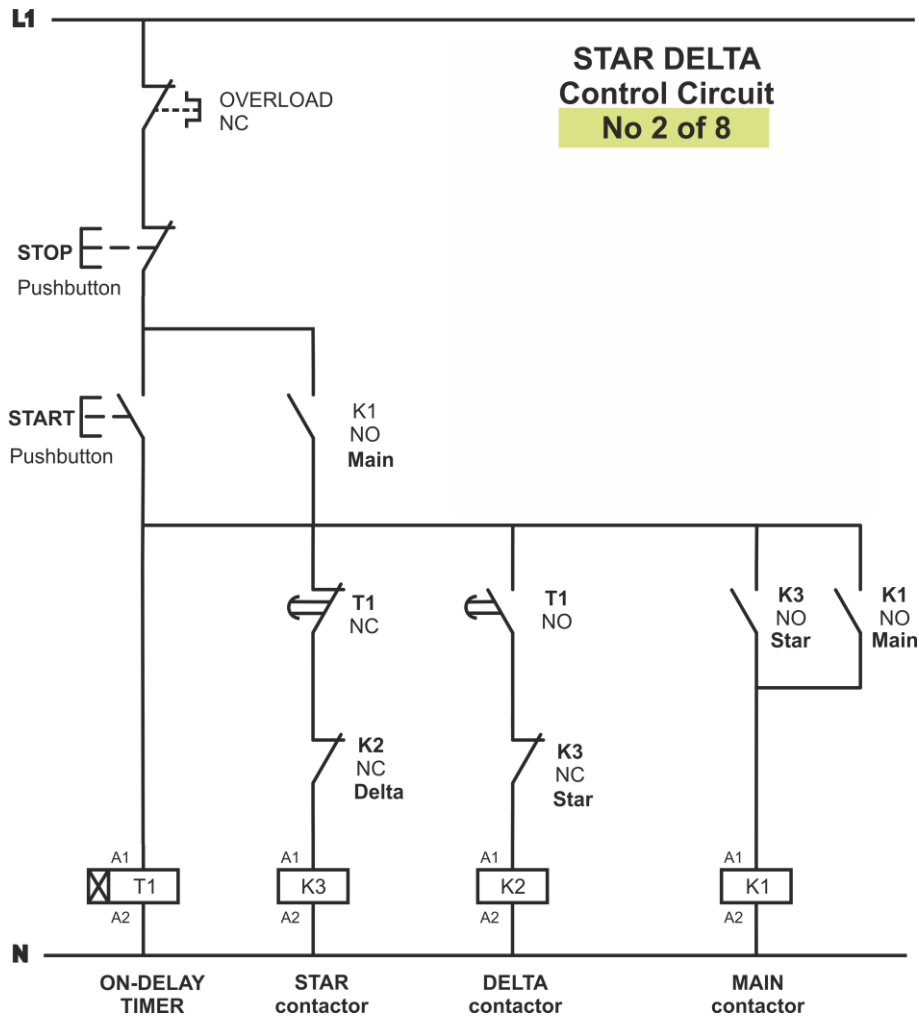 L1
STAR DELTA
Control Circuit
No 2 of 8
OVERLOAD
NC
STOP
Pushbutton
START
Pushbutton
K1
NO
Main
T1
NC
T1
NO
K3
NO
Star
K1
NO
Main
K2
NC
Delta
K3
NC
Star
A1
T1
A2
A1
K3
A2
A1
K2
A2
A1
K1
A2
N
ON-DELAY
TIMER
STAR
contactor
DELTA
contactor
MAIN
contactor